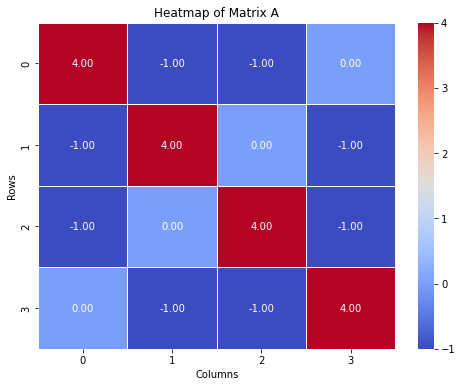 Heatmap of Matrix A
4.00 -1.00 -1.00 0.00
-1.00 4.00 0.00 -1.00
-1.00 0.00 4.00 -1.00
0.00 -1.00 -1.00 4.00
0
1
2
3
Rows
0 1 2 3
Columns
4
3
2
1
0
-1